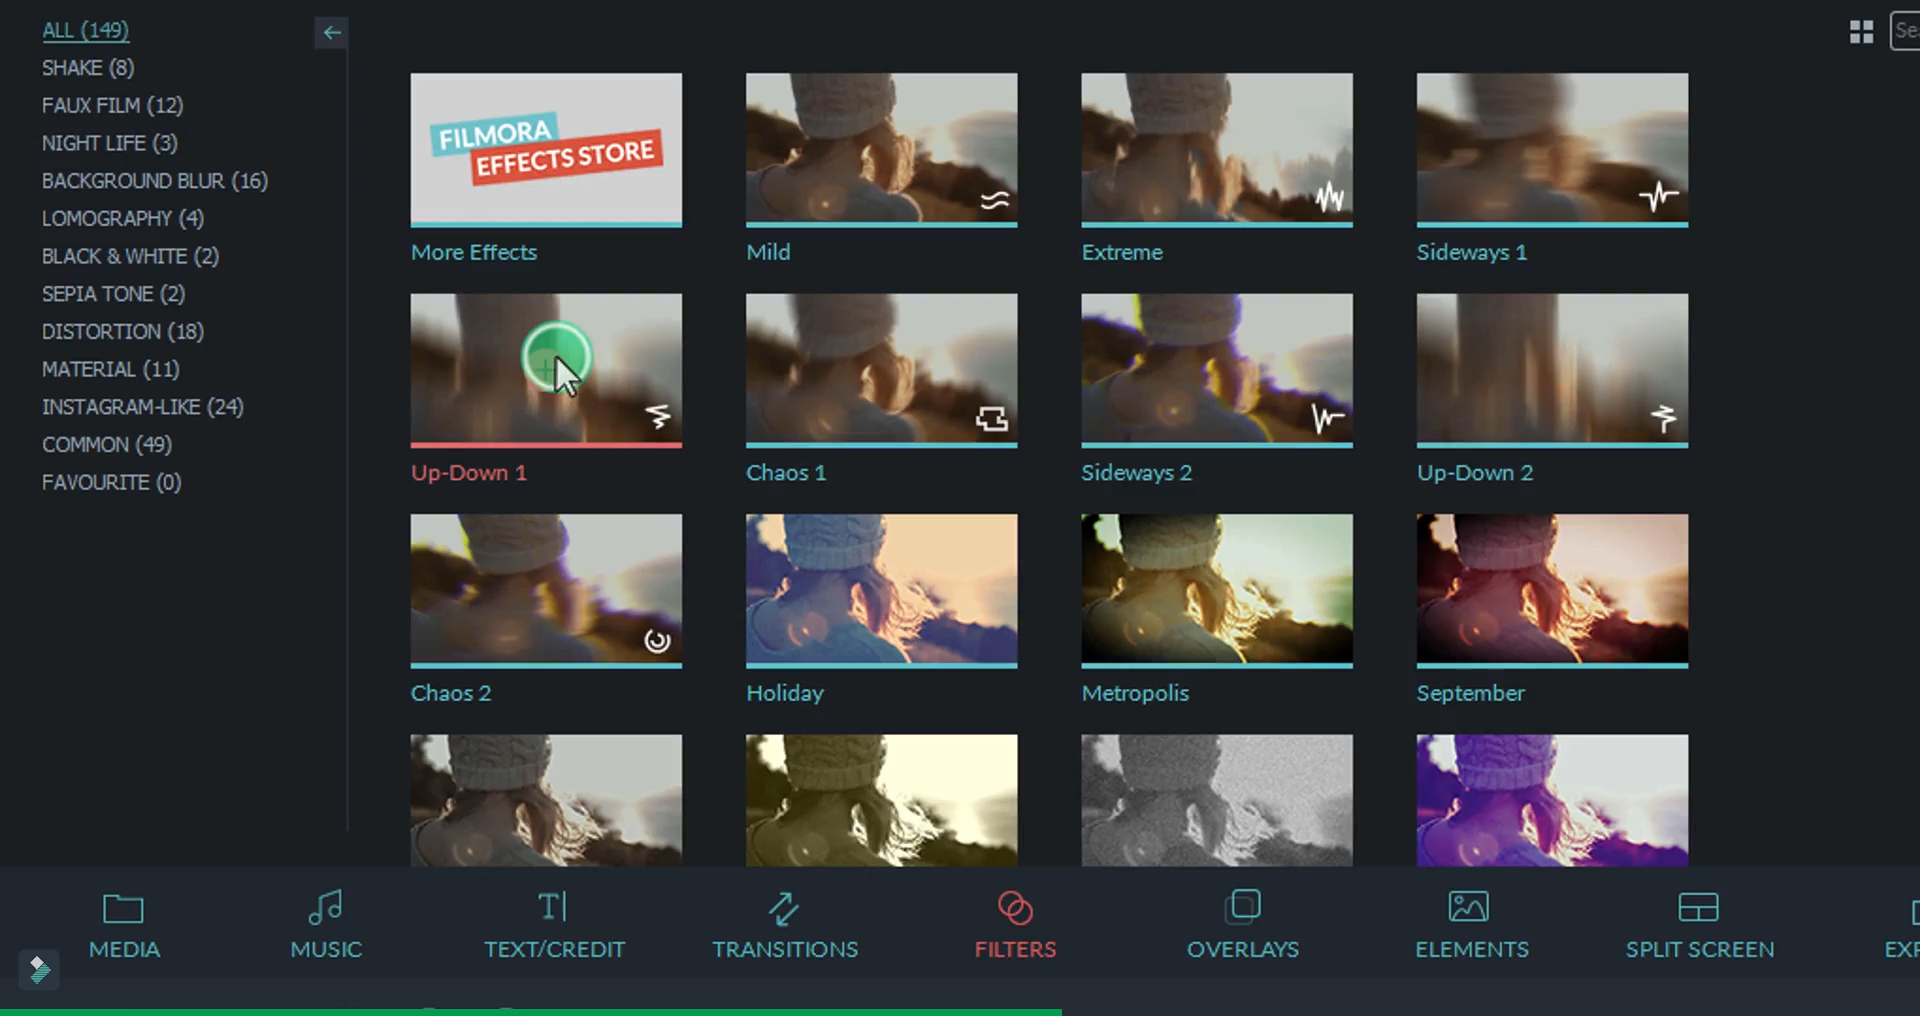 ALL (149)
SHAKE (8)
FAUX FILM (12)
NIGHT LIFE (3)
BACKGROUND BLUR (16)
LOMOGRAPHY (4)
BLACK & WHITE (2)
SEPIA TONE (2)
DISTORTION (18)
MATERIAL (11)
INSTAGRAM-LIKE (24)
COMMON (49)
FAVOURITE (0)
FILMORA
EFFECTS STORE
More Effects
Mild
Extreme
Sideways 1
Up-Down 1
Chaos 1
Sideways 2
Up-Down 2
Chaos 2
Holiday
Metropolis
September
MEDIA
MUSIC
TEXT/CREDIT
TRANSITIONS
FILTERS
OVERLAYS
ELEMENTS
SPLIT SCREEN